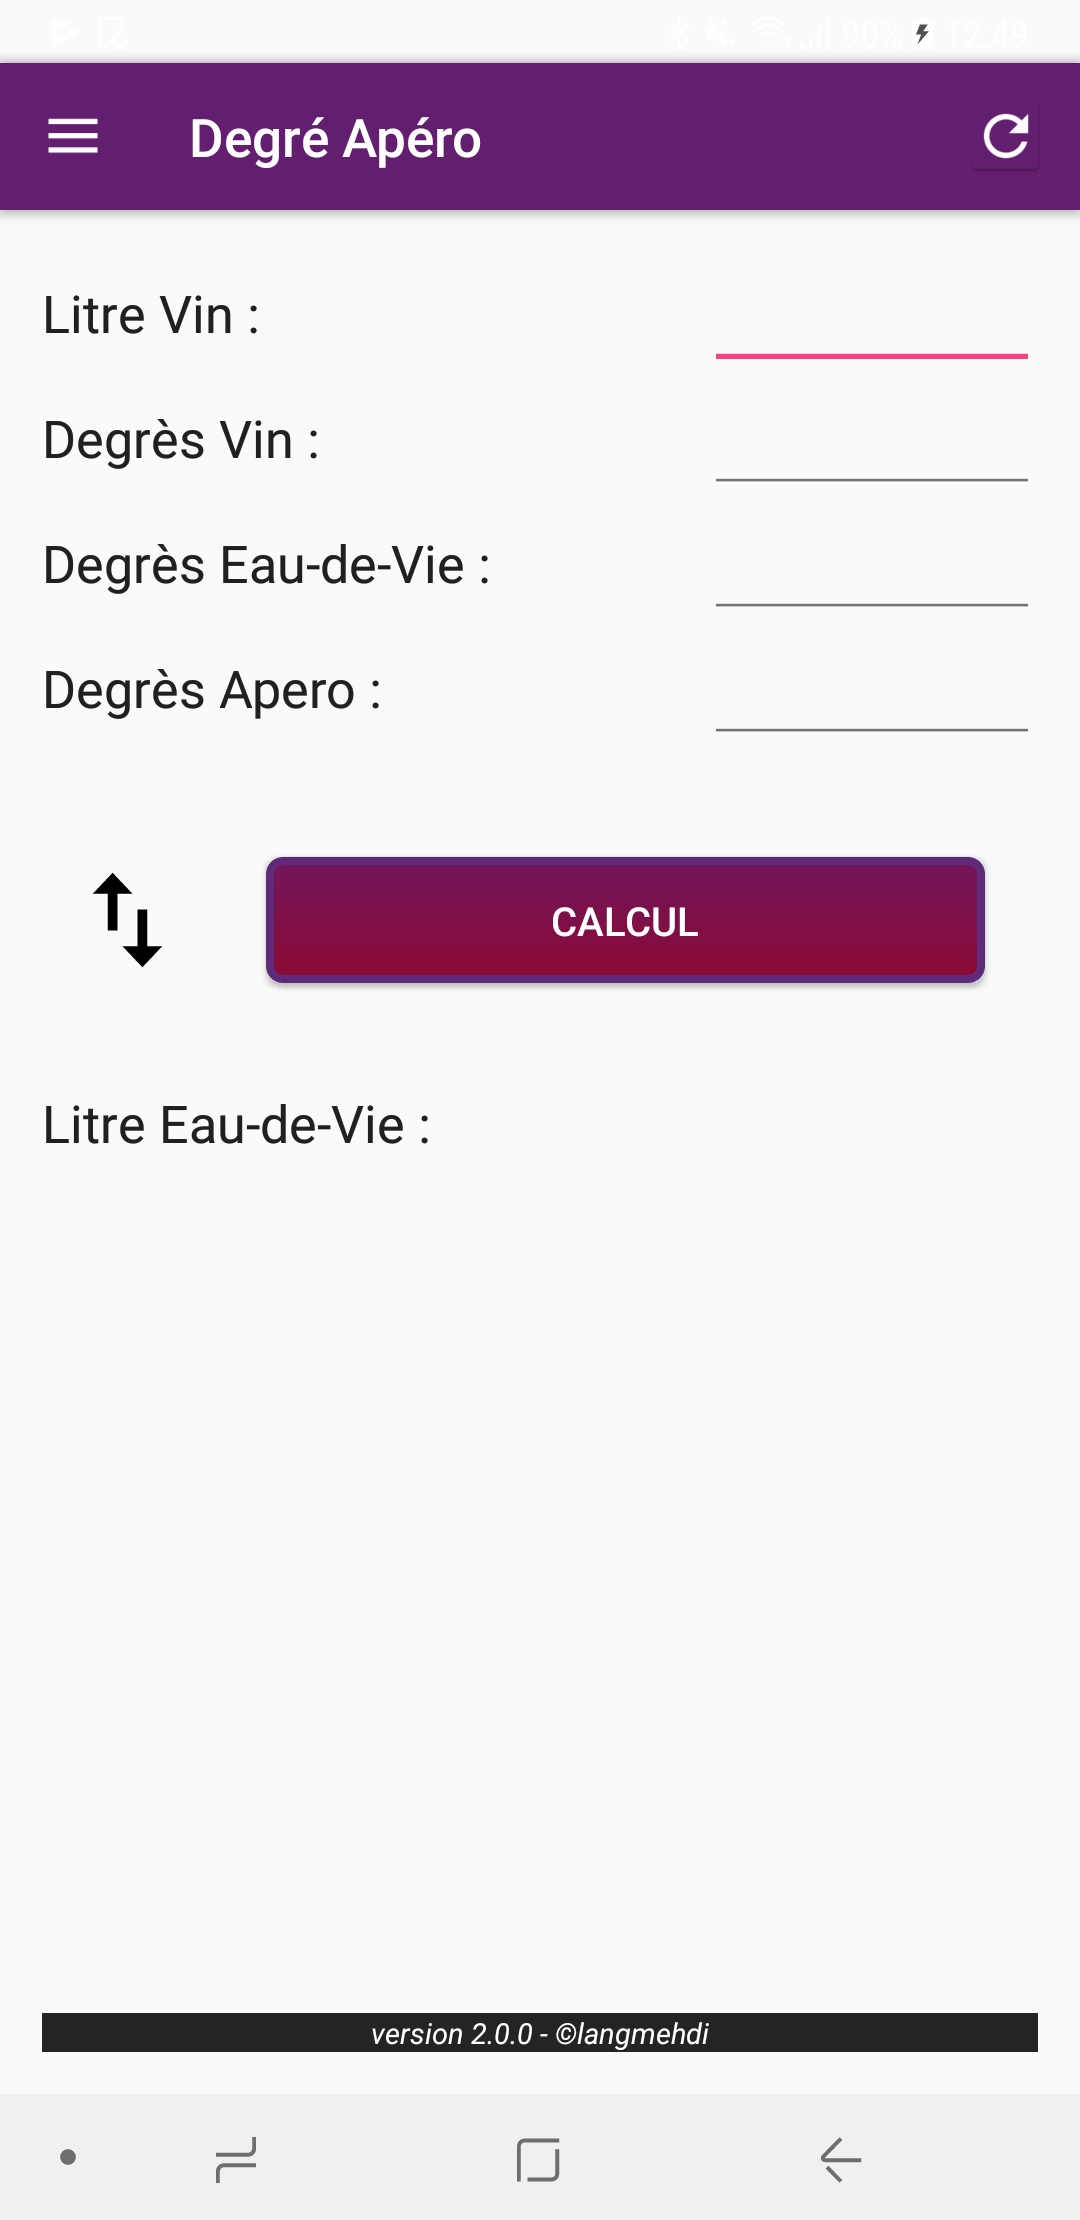 90% 12:49
Degré Apéro
Litre Vin :
Degrès Vin :
Degrès Eau-de-Vie :
Degrès Apero :
CALCUL
Litre Eau-de-Vie :
version 2.0.0 - ©langmehdi